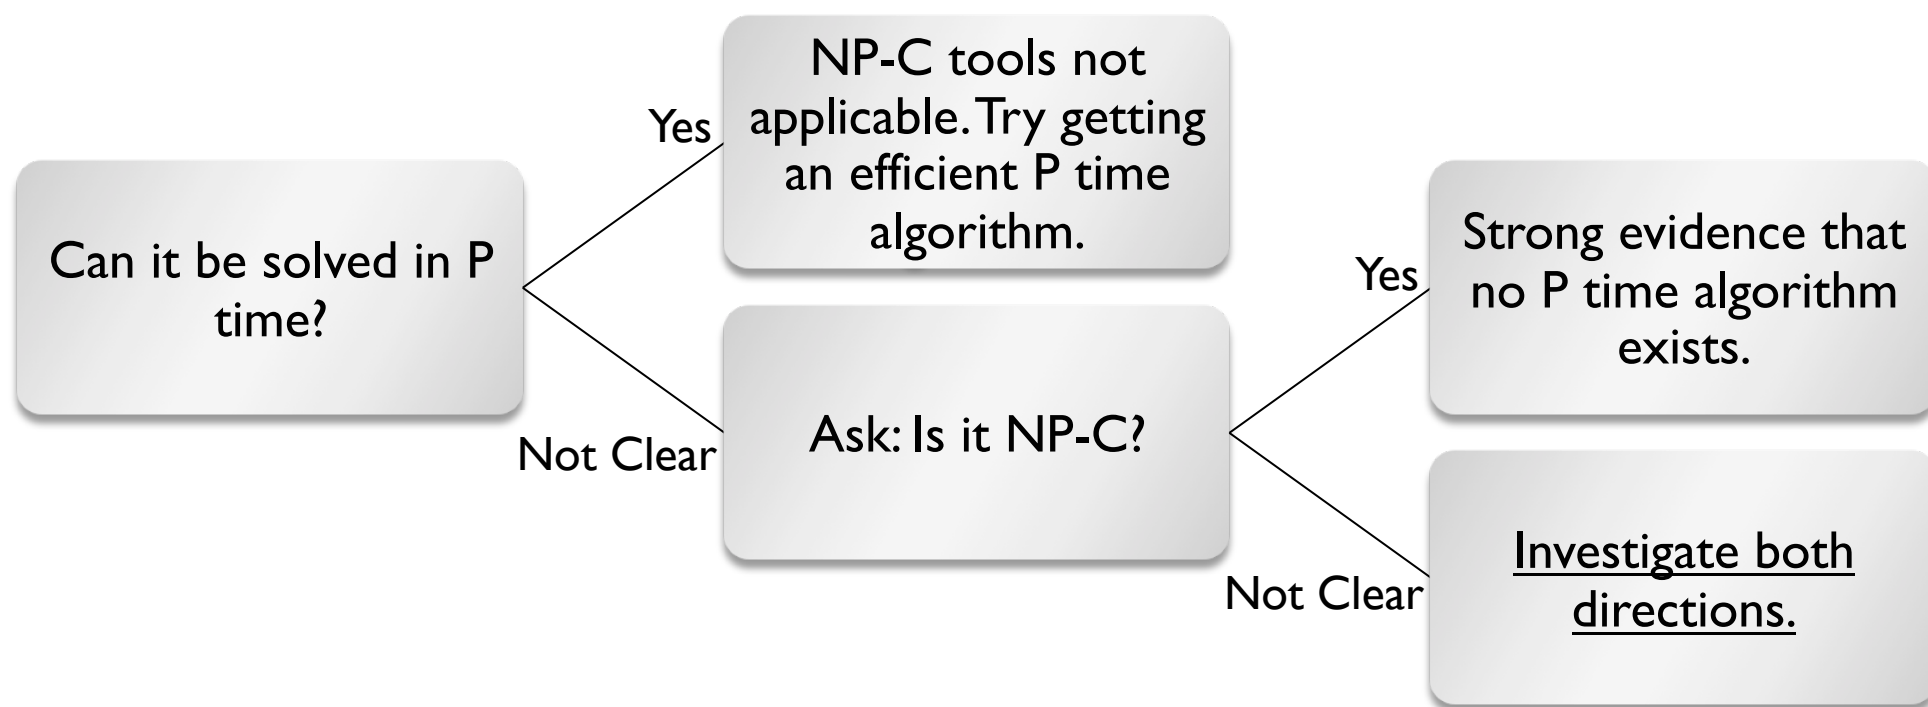 Can it be solved in P
time?
Yes
NP-C tools not
applicable. Try getting
an efficient P time
algorithm.
Not Clear
Ask: Is it NP-C?
Yes
Strong evidence that
no P time algorithm
exists.
Not Clear
Investigate both
directions.